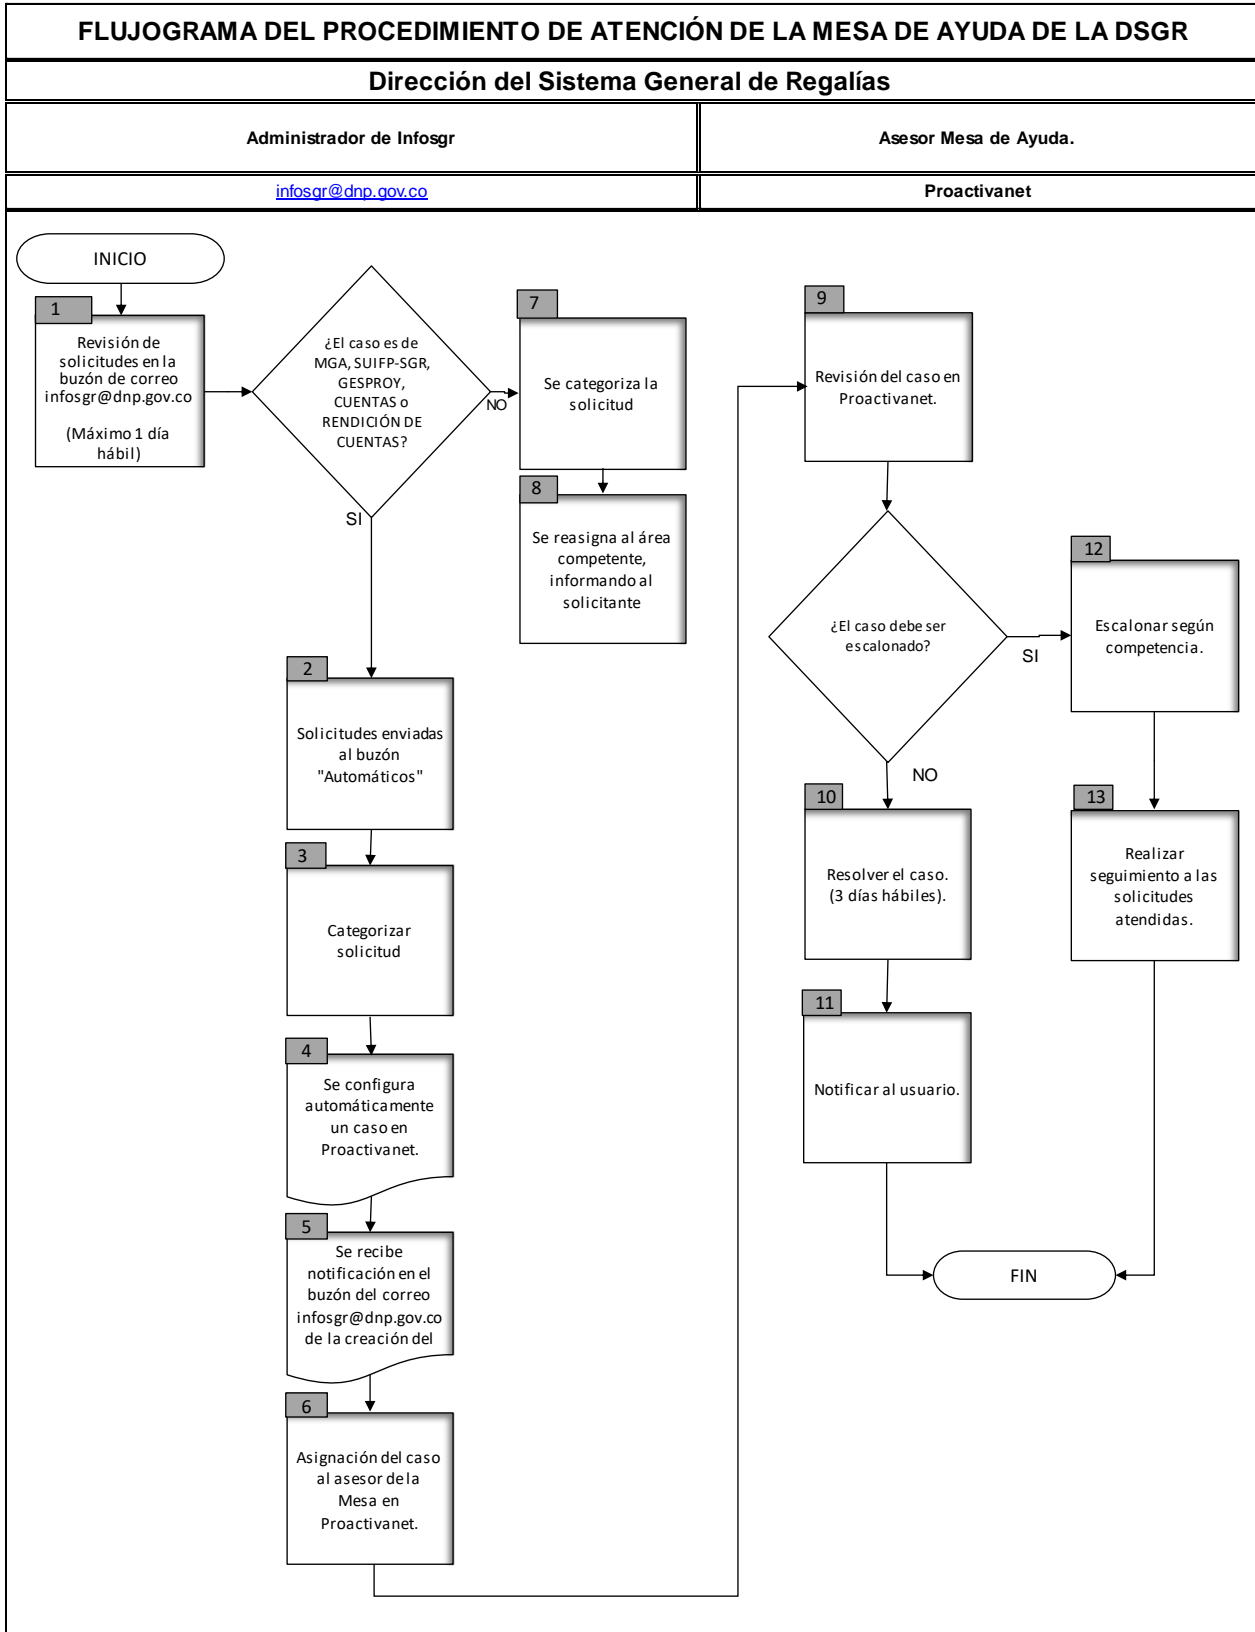 FLUJOGRAMA DEL PROCEDIMIENTO DE ATENCIÓN DE LA MESA DE AYUDA DE LA DSGR
Dirección del Sistema General de Regalías
Administrador de Infosgr
Asesor Mesa de Ayuda.
infosgr@dnp.gov.co
Proactivanet
INICIO
1
Revisión de
solicitudes en la
buzón de correo
infosgr@dnp.gov.co
(Máximo 1 día
hábil)
¿El caso es de
MGA, SUIFP-SGR,
GESPROY,
CUENTAS o
RENDICIÓN DE
CUENTAS?
NO
SI
7
Se categoriza la
solicitud
8
Se reasigna al área
competente,
informando al
solicitante
2
Solicitudes enviadas
al buzón
"Automáticos"
3
Categorizar
solicitud
4
Se configura
automáticamente
un caso en
Proactivanet.
5
Se recibe
notificación en el
buzón del correo
infosgr@dnp.gov.co
de la creación del
6
Asignación del caso
al asesor de la
Mesa en
Proactivanet.
9
Revisión del caso en
Proactivanet.
¿El caso debe ser
escalonado?
SI
NO
12
Escalonar según
competencia.
10
Resolver el caso.
(3 días hábiles).
13
Realizar
seguimiento a las
solicitudes
atendidas.
11
Notificar al usuario.
FIN